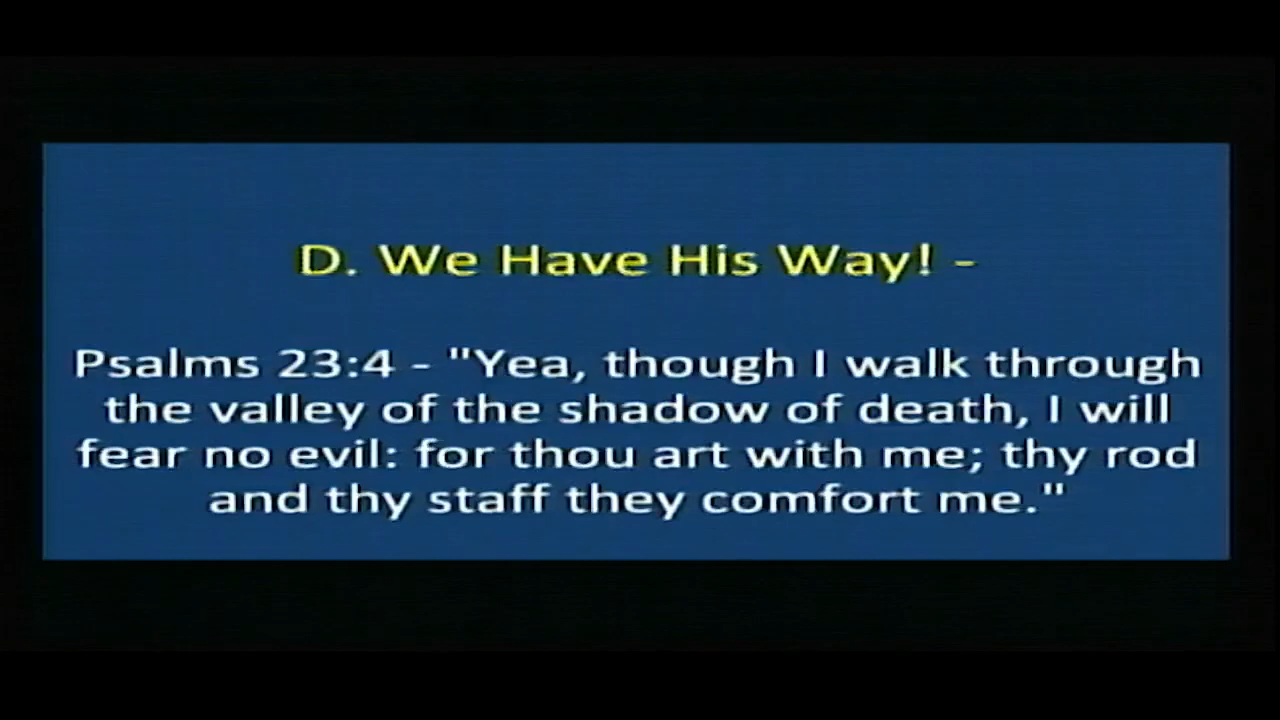 D. We Have His Way! -
Psalms 23:4 - "Yea, though I walk through
the valley of the shadow of death, I will
fear no evil: for thou art with me; thy rod
and thy staff they comfort me."